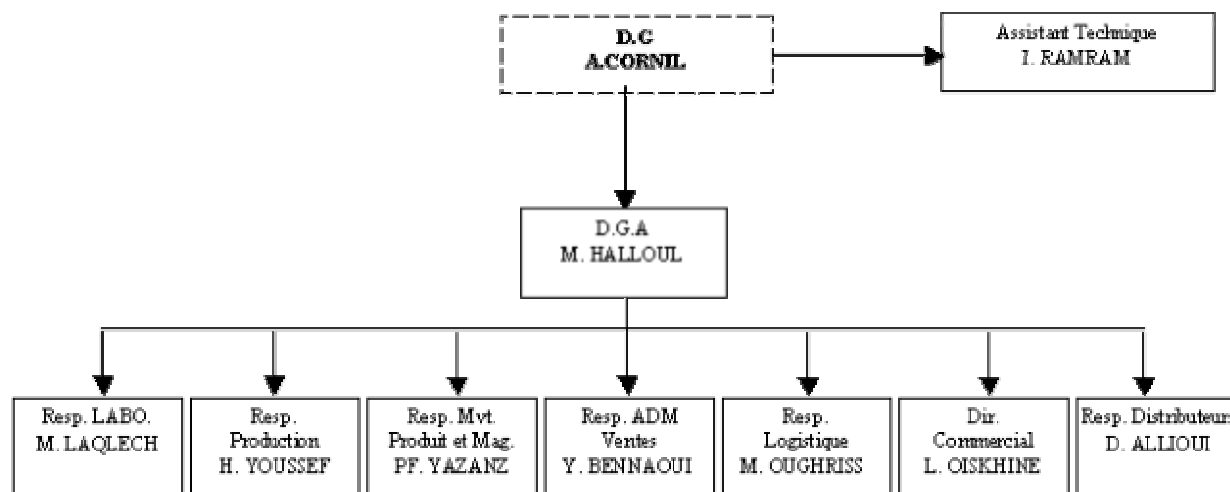 D.G
A.CORNIL
Assistant Technique
I. RAMRAM
D.G.A
M. HALLOUL
Resp. LABO.
M. LAQLECH
Resp.
Production
H. YOUSSEF
Resp. Mvt.
Produit et Mag.
PF. YAZANZ
Resp. ADM
Ventes
Y. BENNAOUI
Resp.
Logistique
M. OUGHRISS
Dir.
Commercial
L. OISKHINE
Resp. Distributeurs
D. ALLIOUI